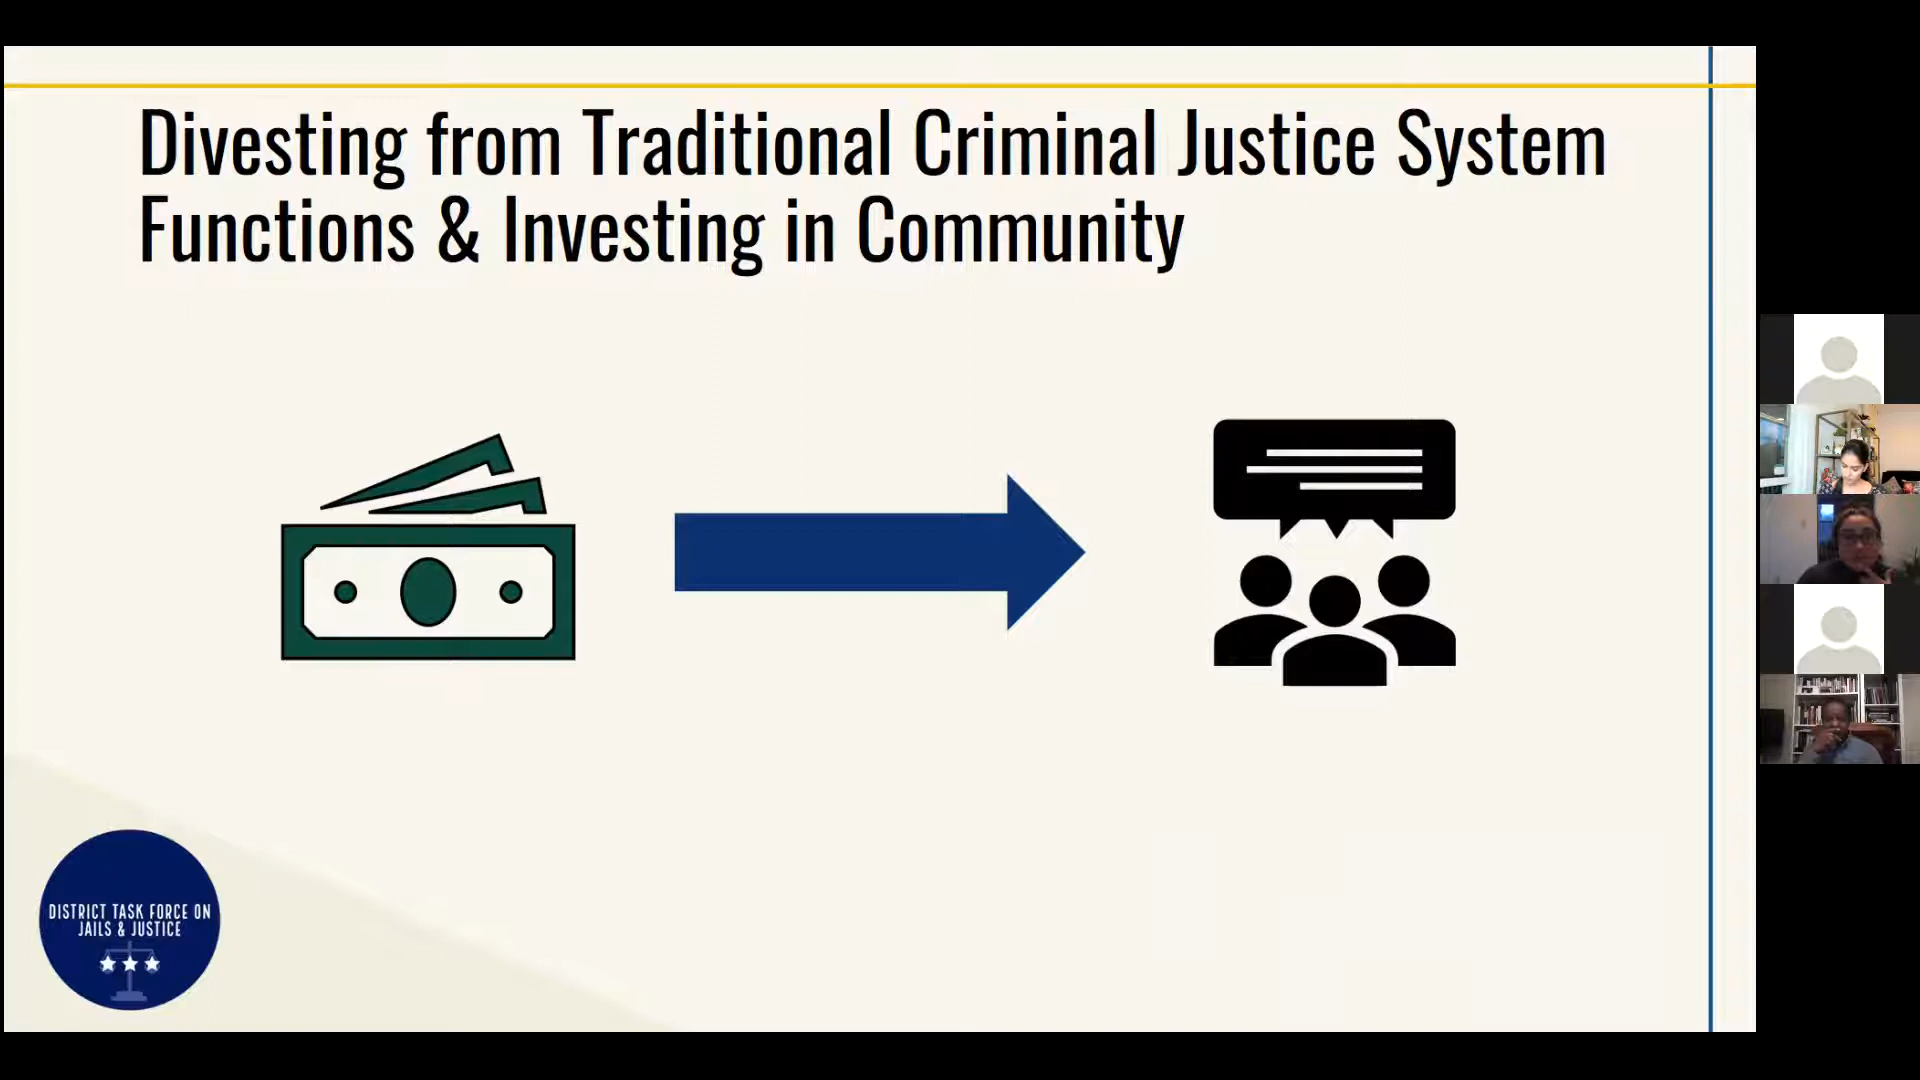 Divesting from Traditional Criminal Justice System
Functions & Investing in Community
DISTRICT TASK FORCE ON
JAILS & JUSTICE